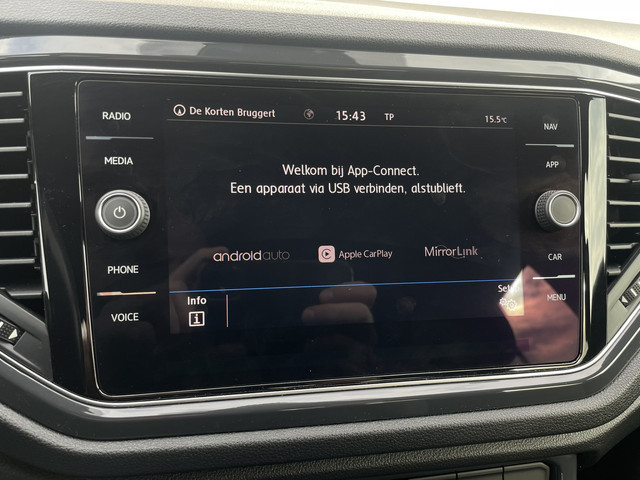 RADIO
De Korten Bruggert 15:43 TP 15.5°C
NAV
MEDIA
APP
Welkom bij App-Connect.
Een apparaat via USB verbinden, alstublieft.
androidauto Apple CarPlay MirrorLink
PHONE
CAR
Info
MENU
VOICE